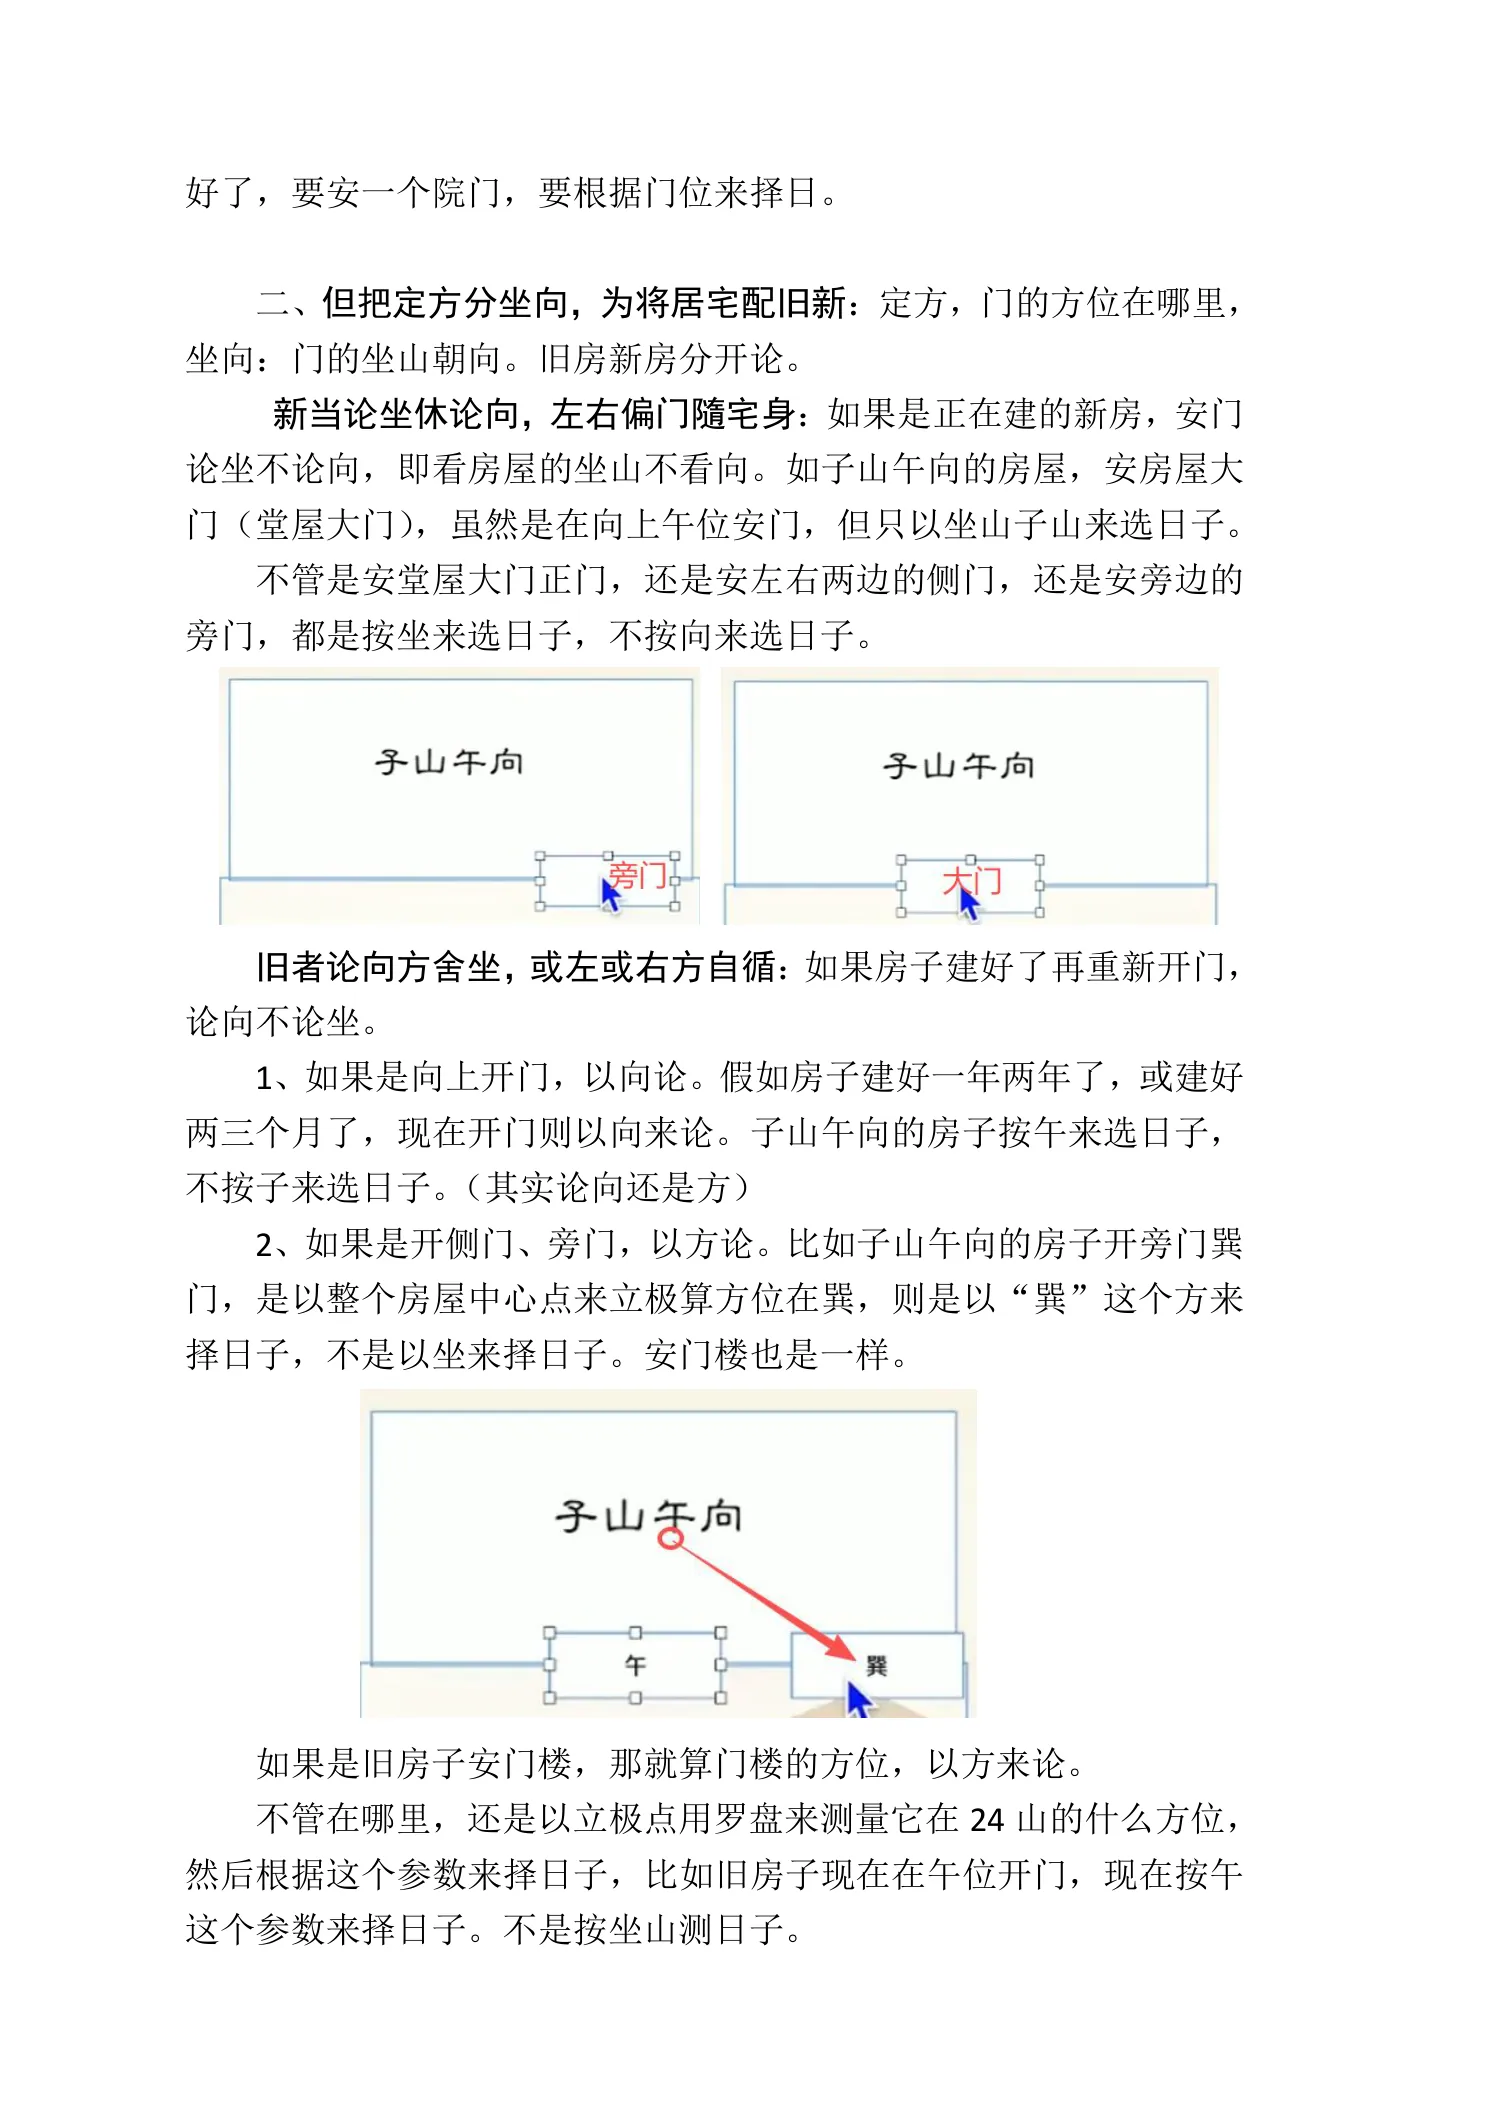 好了，要安一个院门，要根据门位来择日。
二、但把定方分坐向，为将居宅配旧新：定方，门的方位在哪里，
坐向：门的坐山朝向。旧房新房分开论。
新当论坐休论向，左右偏门隨宅身：如果是正在建的新房，安门
论坐不论向，即看房屋的坐山不看向。如子山午向的房屋，安房屋大
门（堂屋大门），虽然是在向上午位安门，但只以坐山子山来选日子。
不管是安堂屋大门正门，还是安左右两边的侧门，还是安旁边的
旁门，都是按坐来选日子，不按向来选日子。
子山午向
旁门
子山午向
大门
旧者论向方舍坐，或左或右方自循：如果房子建好了再重新开门，
论向不论坐。
1、如果是向上开门，以向论。假如房子建好一年两年了，或建好
两三个月了，现在开门则以向来论。子山午向的房子按午来选日子，
不按子来选日子。（其实论向还是方）
2、如果是开侧门、旁门，以方论。比如子山午向的房子开旁门巽
门，是以整个房屋中心点来立极算方位在巽，则是以“巽”这个方来
择日子，不是以坐来择日子。安门楼也是一样。
子山午向
午
巽
如果是旧房子安门楼，那就算门楼的方位，以方来论。
不管在哪里，还是以立极点用罗盘来测量它在 24 山的什么方位，
然后根据这个参数来择日子，比如旧房子现在在午位开门，现在按午
这个参数来择日子。不是按坐山测日子。